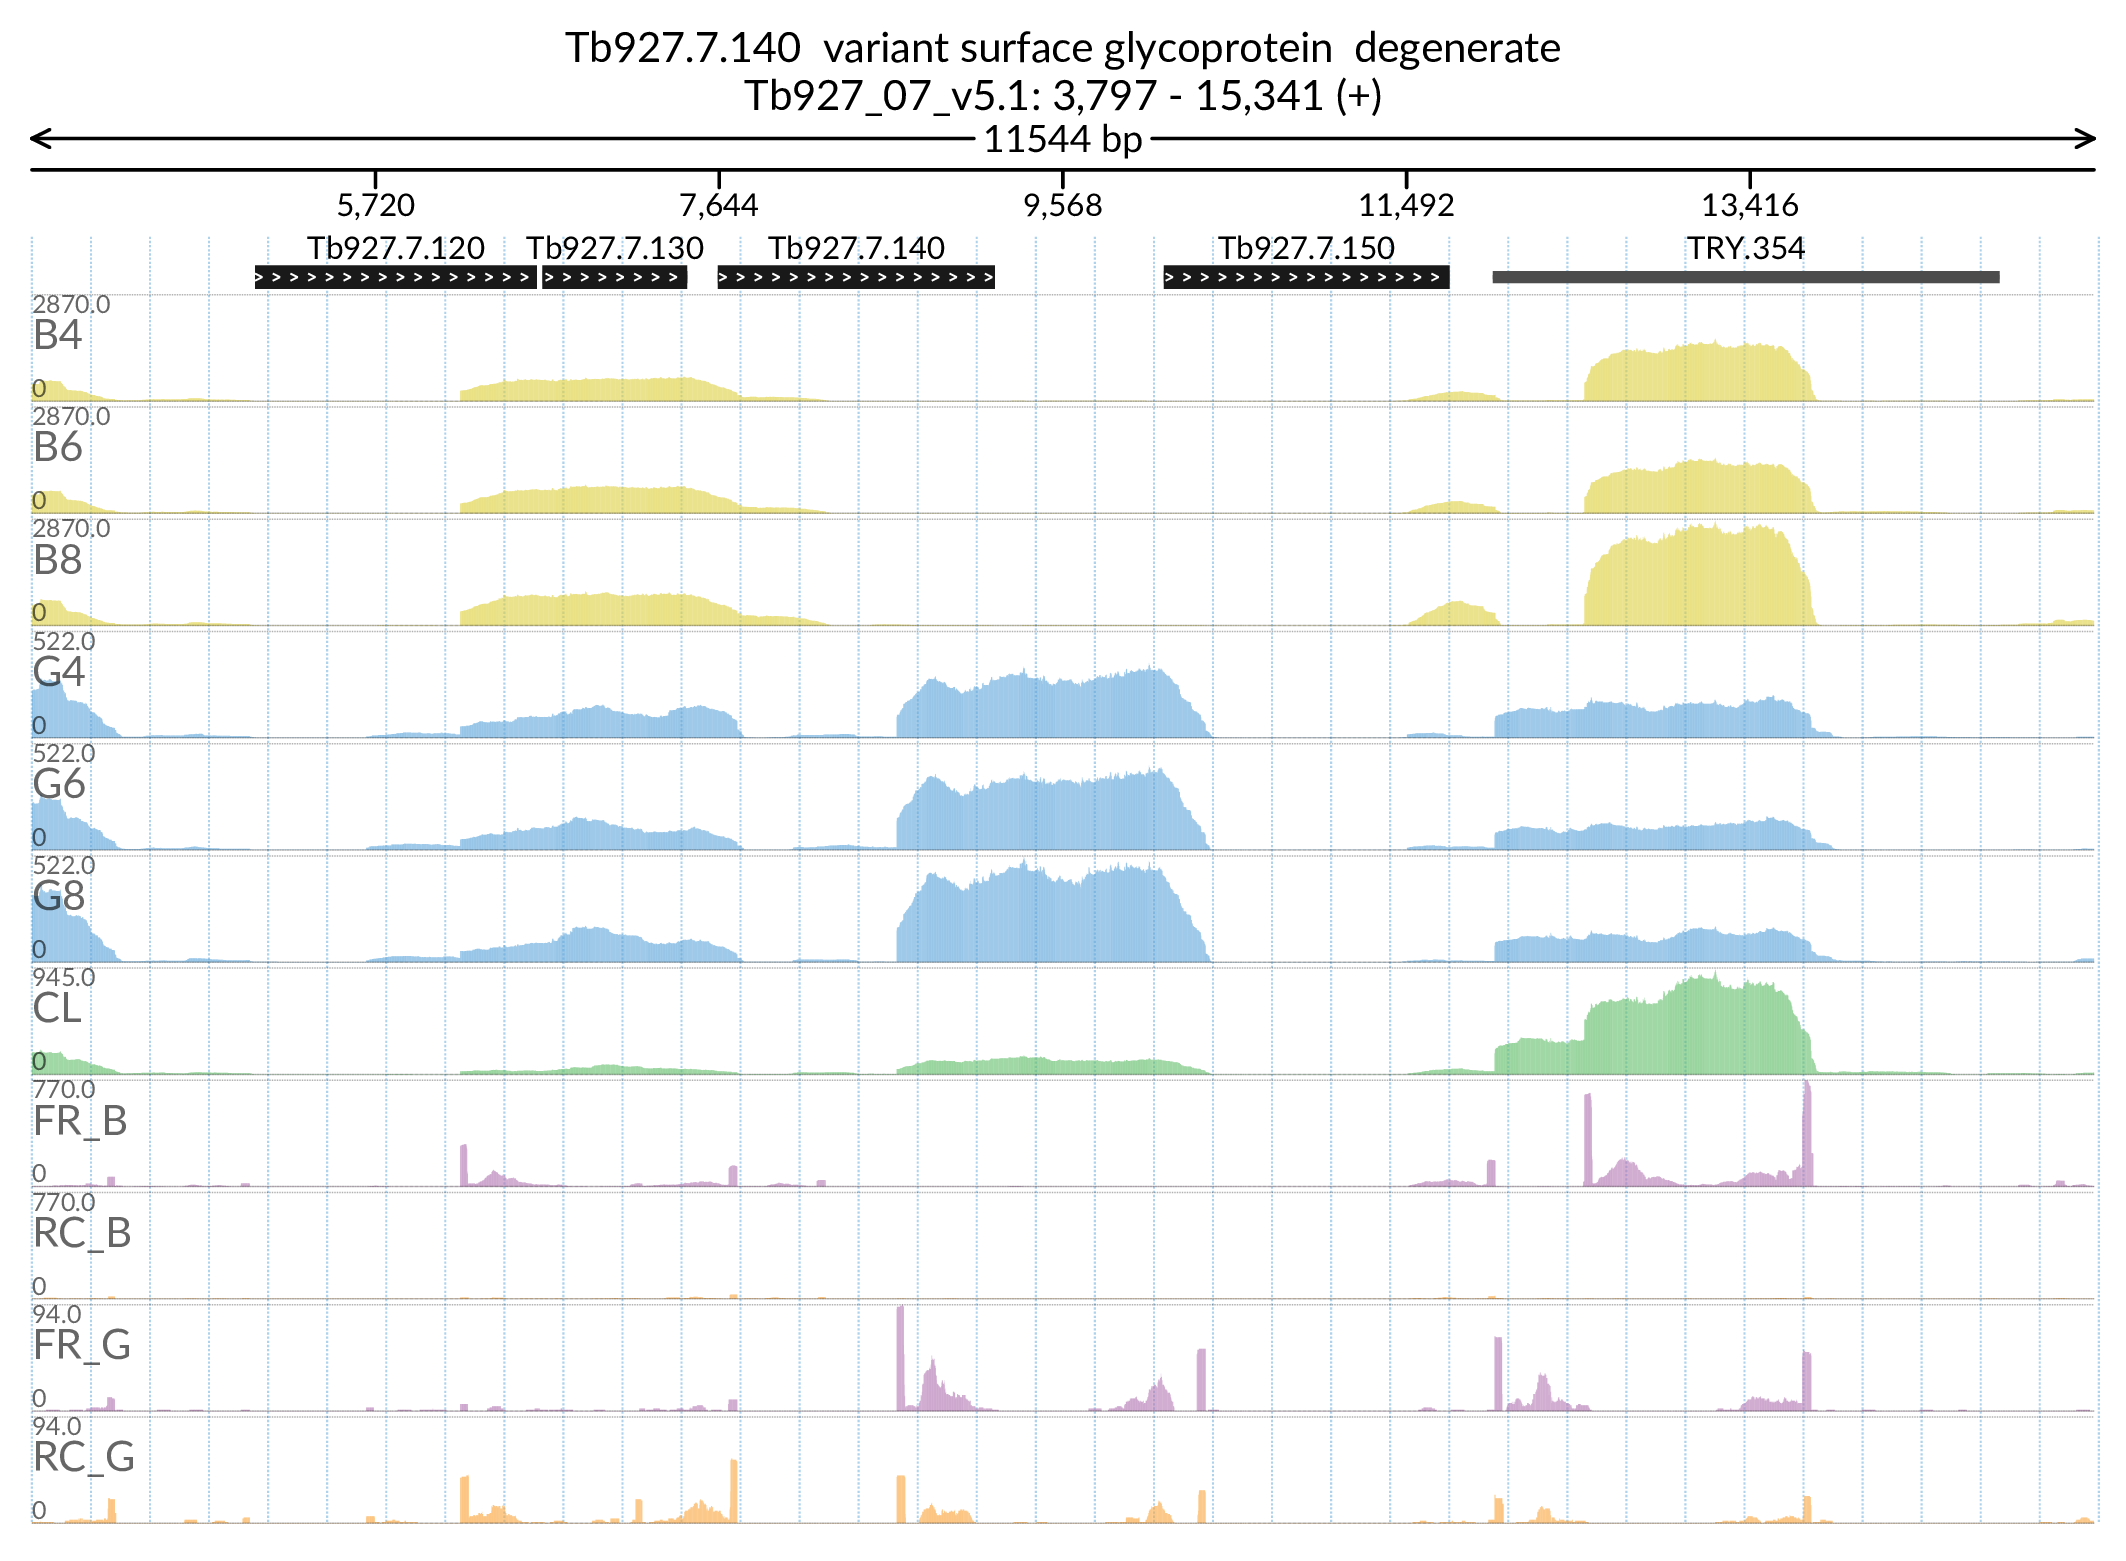 Tb927.7.140 variant surface glycoprotein degenerate
Tb927_07_v5.1: 3,797 - 15,341 (+)
11544 bp
5,720 7,644 9,568 11,492 13,416
Tb927.7.120 Tb927.7.130 Tb927.7.140 Tb927.7.150 TRY.354
2870.0
B4
0
2870.0
B6
0
2870.0
B8
0
522.0
G4
0
522.0
G6
0
522.0
G8
0
945.0
CL
0
770.0
FR_B
0
770.0
RC_B
0
94.0
FR_G
0
94.0
RC_G
0